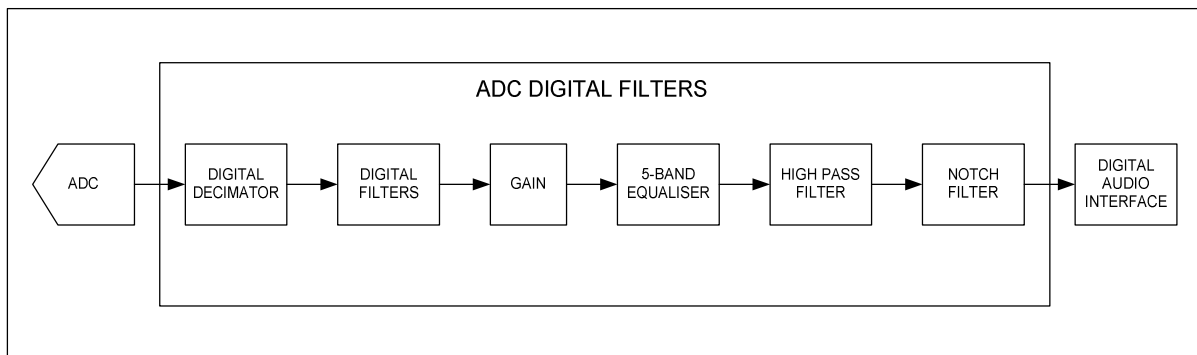 ADC DIGITAL FILTERS
ADC
DIGITAL
DECIMATOR
DIGITAL
FILTERS
GAIN
5-BAND
EQUALISER
HIGH PASS
FILTER
NOTCH
FILTER
DIGITAL
AUDIO
INTERFACE